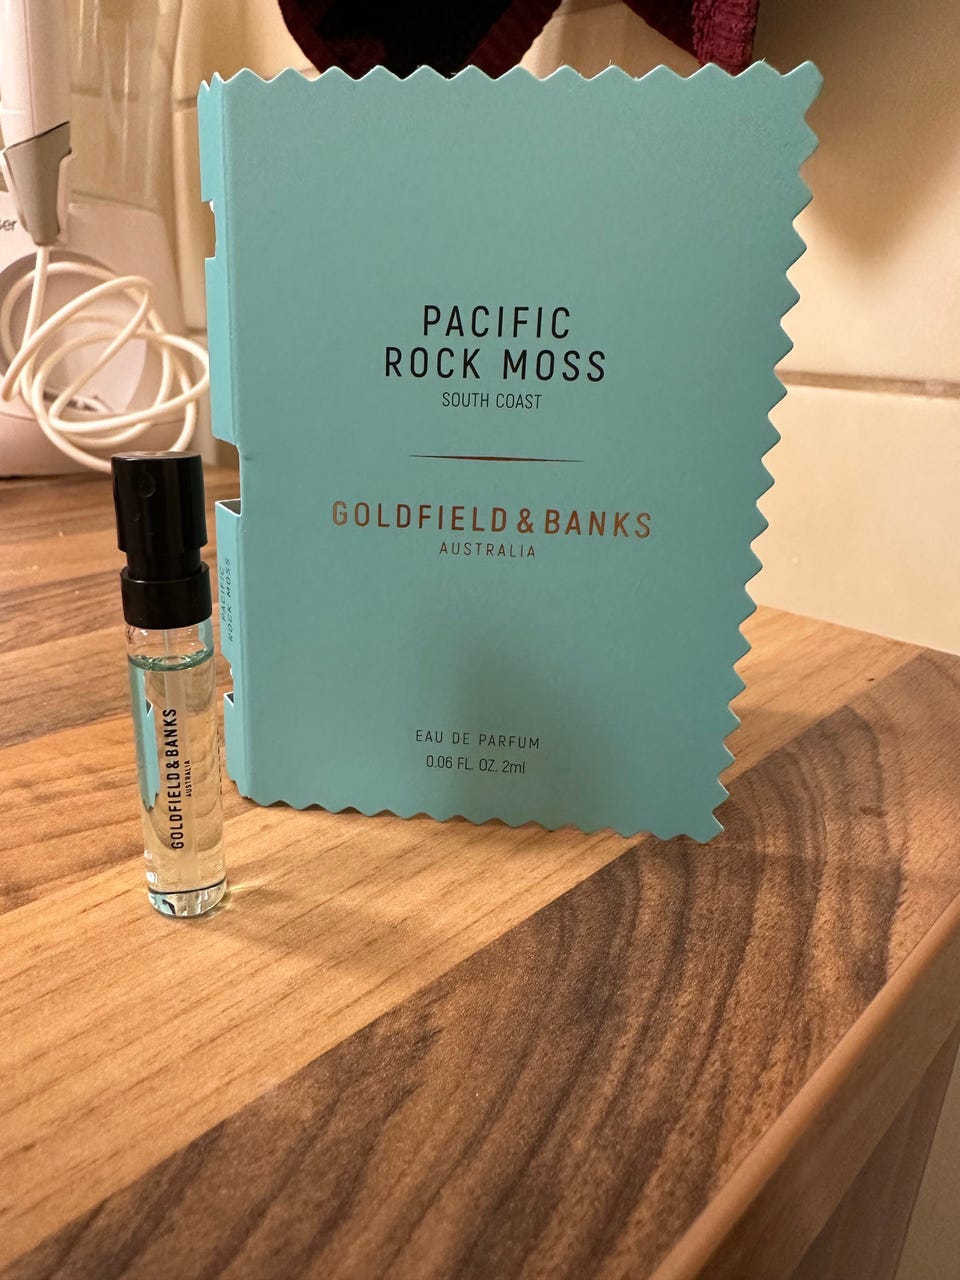 PACIFIC
ROCK MOSS
SOUTH COAST
GOLDFIELD & BANKS
AUSTRALIA
EAU DE PARFUM
0.06 FL. OZ. 2ml
PACIFIC
ROCK MOSS
GOLDFIELD & BANKS
AUSTRALIA